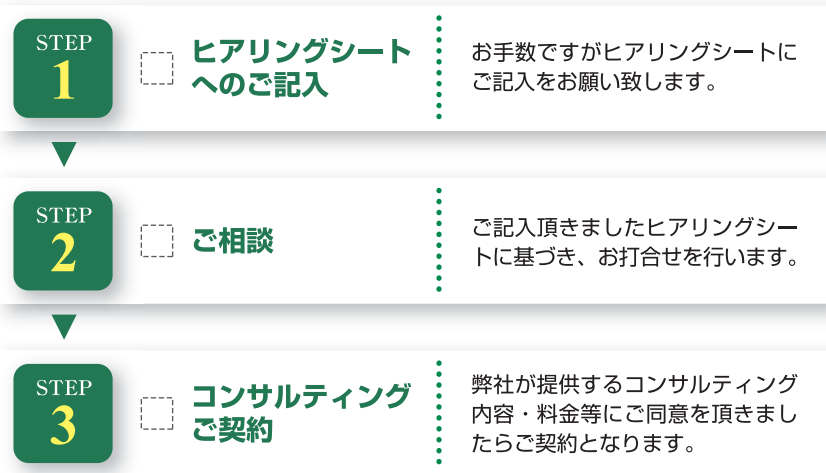 STEP
1
ヒアリングシート
へのご記入
お手数ですがヒアリングシートに
ご記入をお願い致します。
STEP
2
ご相談
ご記入頂きましたヒアリングシー
トに基づき、お打合せを行います。
STEP
3
コンサルティング
ご契約
弊社が提供するコンサルティング
内容・料金等にご同意を頂きまし
たらご契約となります。